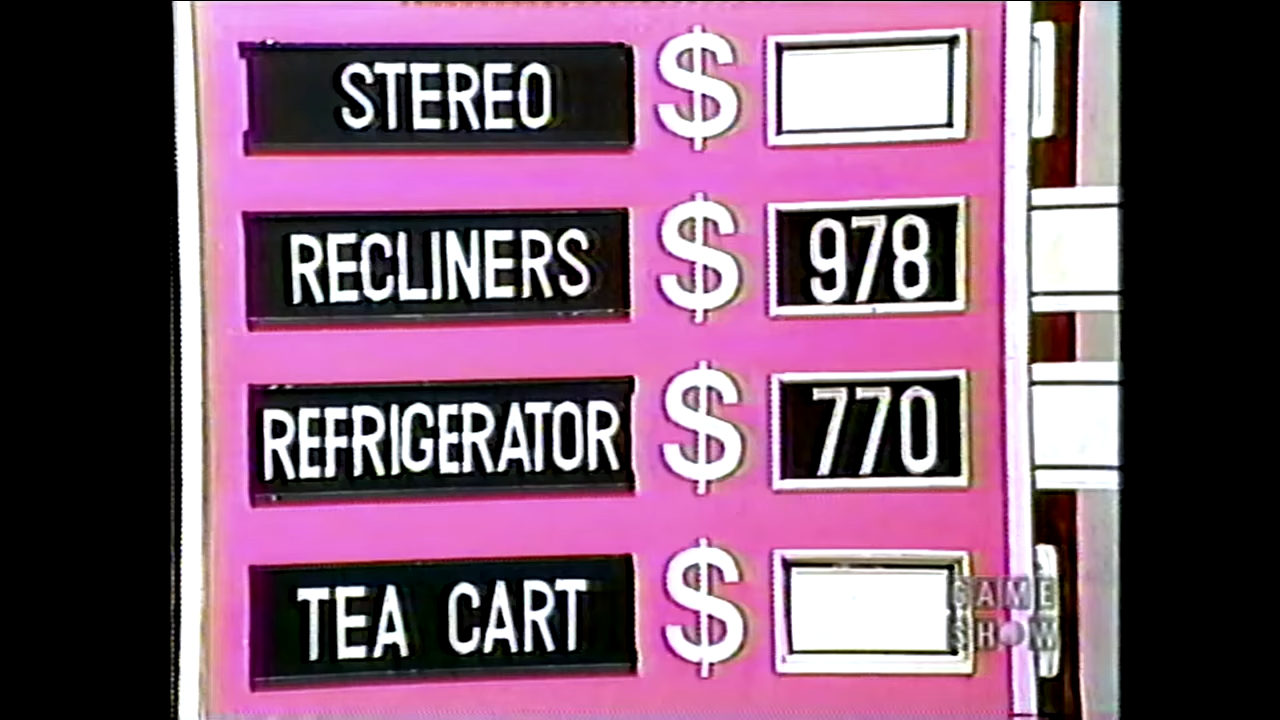 STEREO $
RECLINERS $ 978
REFRIGERATOR $ 770
TEA CART $
GAME
SHOW